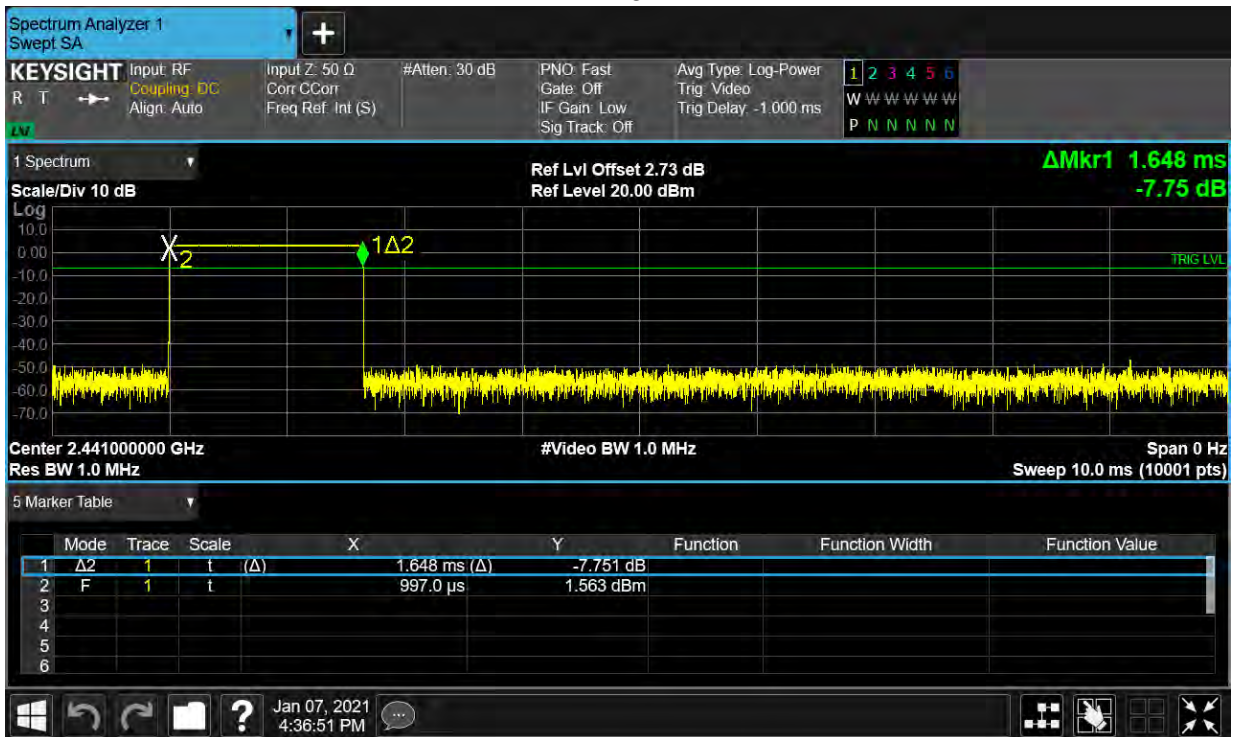 Spectrum Analyzer 1
Swept SA
+
KEYSIGHT Input: RF Input Z: 50 Ω #Atten: 30 dB PNO: Fast Avg Type: Log-Power 1 2 3 4 5 6
R T Coupling: DC Corr CCorr Gate: Off Trig: Video W W W W W W
Align: Auto Freq Ref: Int (S) IF Gain: Low Trig Delay: -1.000 ms P N N N N N
LXI Sig Track: Off
1 Spectrum Ref Lvl Offset 2.73 dB ΔMkr1 1.648 ms
Scale/Div 10 dB Ref Level 20.00 dBm -7.75 dB
Log
10.0
0.00
-10.0
-20.0
-30.0
-40.0
-50.0
-60.0
-70.0
X 2 1Δ2
TRIG LVL
Center 2.441000000 GHz #Video BW 1.0 MHz Span 0 Hz
Res BW 1.0 MHz Sweep 10.0 ms (10001 pts)
5 Marker Table
Mode Trace Scale X Y Function Function Width Function Value
1 Δ2 1 t (Δ) 1.648 ms (Δ) -7.751 dB
2 F 1 t 997.0 µs 1.563 dBm
3
4
5
6
? Jan 07, 2021
4:36:51 PM